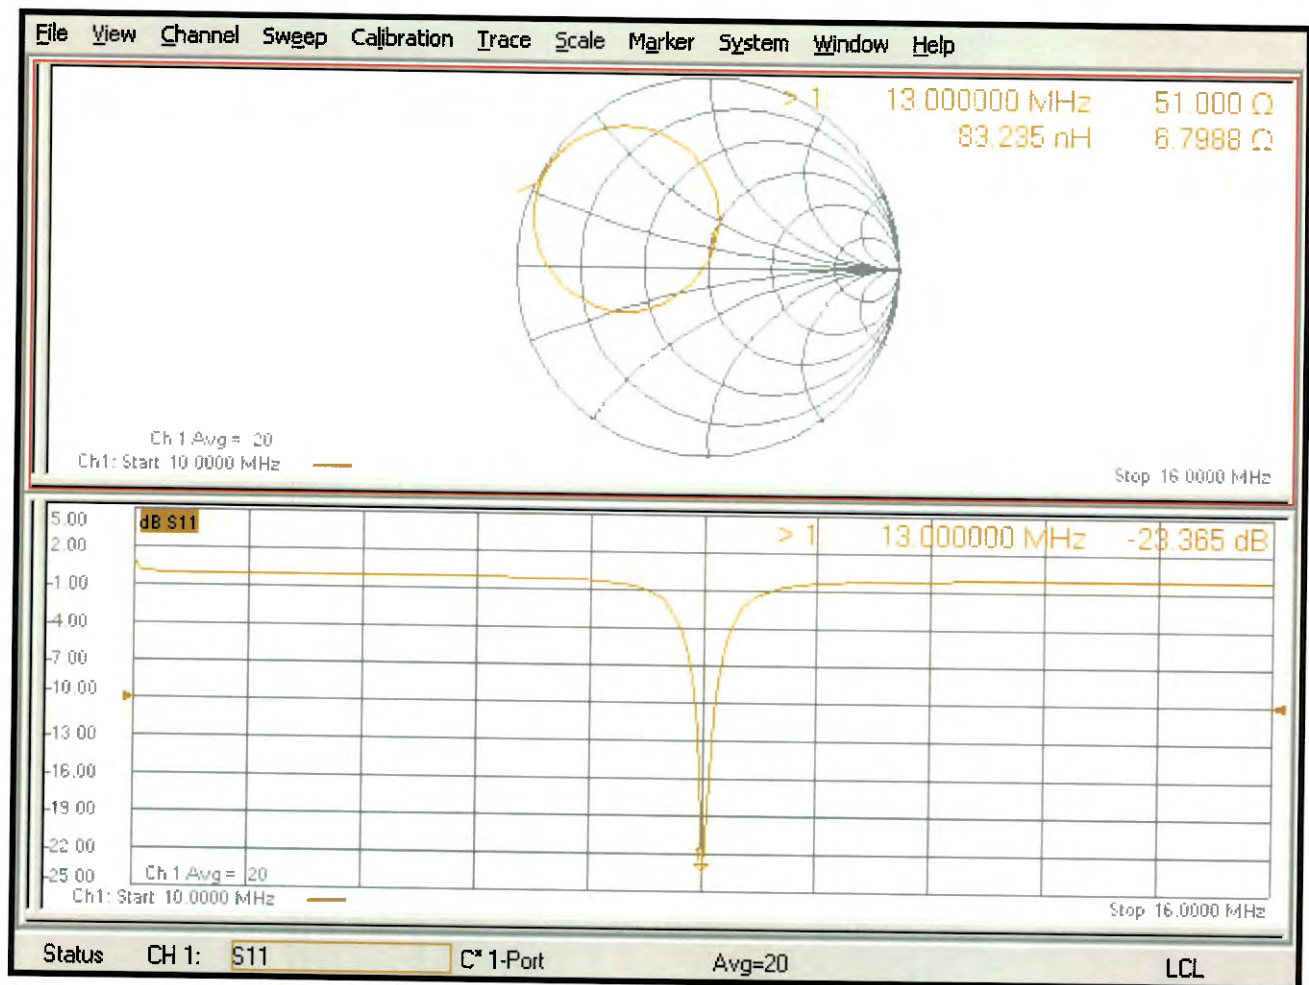 File View Channel Sweep Calibration Trace Scale Marker System Window Help
> 1: 13.000000 MHz 51.000 Ω
83.235 nH 6.7988 Ω
Ch 1 Avg = 20
Ch1: Start 10.0000 MHz
Stop 16.0000 MHz
dB S11
> 1: 13.000000 MHz -23.365 dB
5.00
2.00
-1.00
-4.00
-7.00
-10.00
-13.00
-16.00
-19.00
-22.00
-25.00
1
Ch 1 Avg = 20
Ch1: Start 10.0000 MHz
Stop 16.0000 MHz
Status CH 1: S11 C* 1-Port Avg=20 LCL